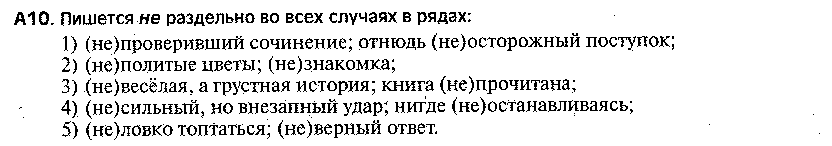 А10. Пишется не раздельно во всех случаях в рядах:
1) (не)проверивший сочинение; отнюдь (не)осторожный поступок;
2) (не)политые цветы; (не)знакомка;
3) (не)весёлая, а грустная история; книга (не)прочитана;
4) (не)сильный, но внезапный удар; нигде (не)останавливаясь;
5) (не)ловко топтаться; (не)верный ответ.